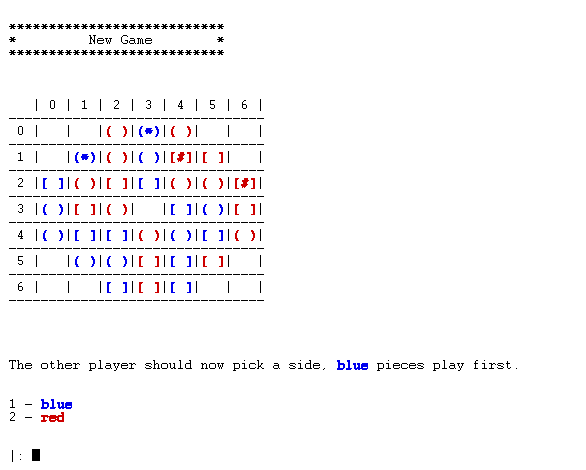 ***************************
*         New Game        *
***************************
   | 0 | 1 | 2 | 3 | 4 | 5 | 6 |
--------------------------------
 0 |   |   |( )|(*)|( )|   |   |
--------------------------------
 1 |   |(*)|( )|( )|[#]|[ ]|   |
--------------------------------
 2 |[ ]|( )|[ ]|[ ]|( )|( )|[#]|
--------------------------------
 3 |( )|[ ]|( )|   |[ ]|( )|[ ]|
--------------------------------
 4 |( )|[ ]|[ ]|( )|( )|[ ]|( )|
--------------------------------
 5 |   |( )|( )|[ ]|[ ]|[ ]|   |
--------------------------------
 6 |   |   |[ ]|[ ]|[ ]|   |   |
--------------------------------
The other player should now pick a side, blue pieces play first.
1 - blue
2 - red
|: